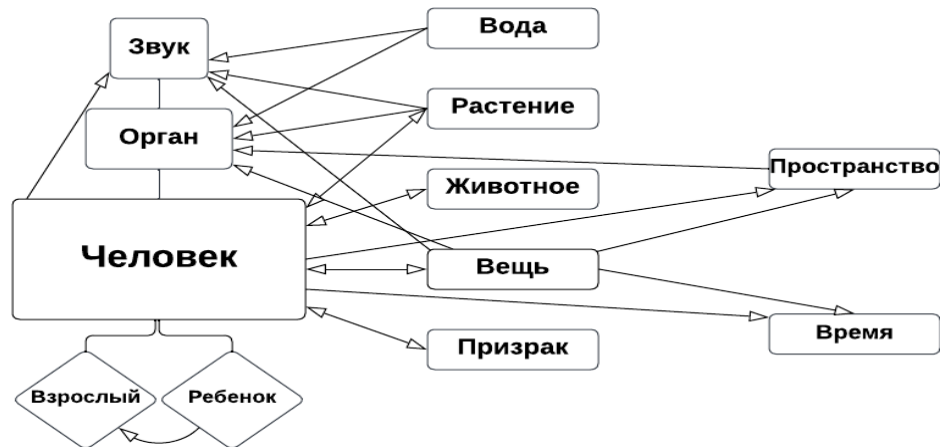 Звук
Вода
Растение
Орган
Животное
Пространство
Человек
Вещь
Время
Призрак
Взрослый
Ребенок